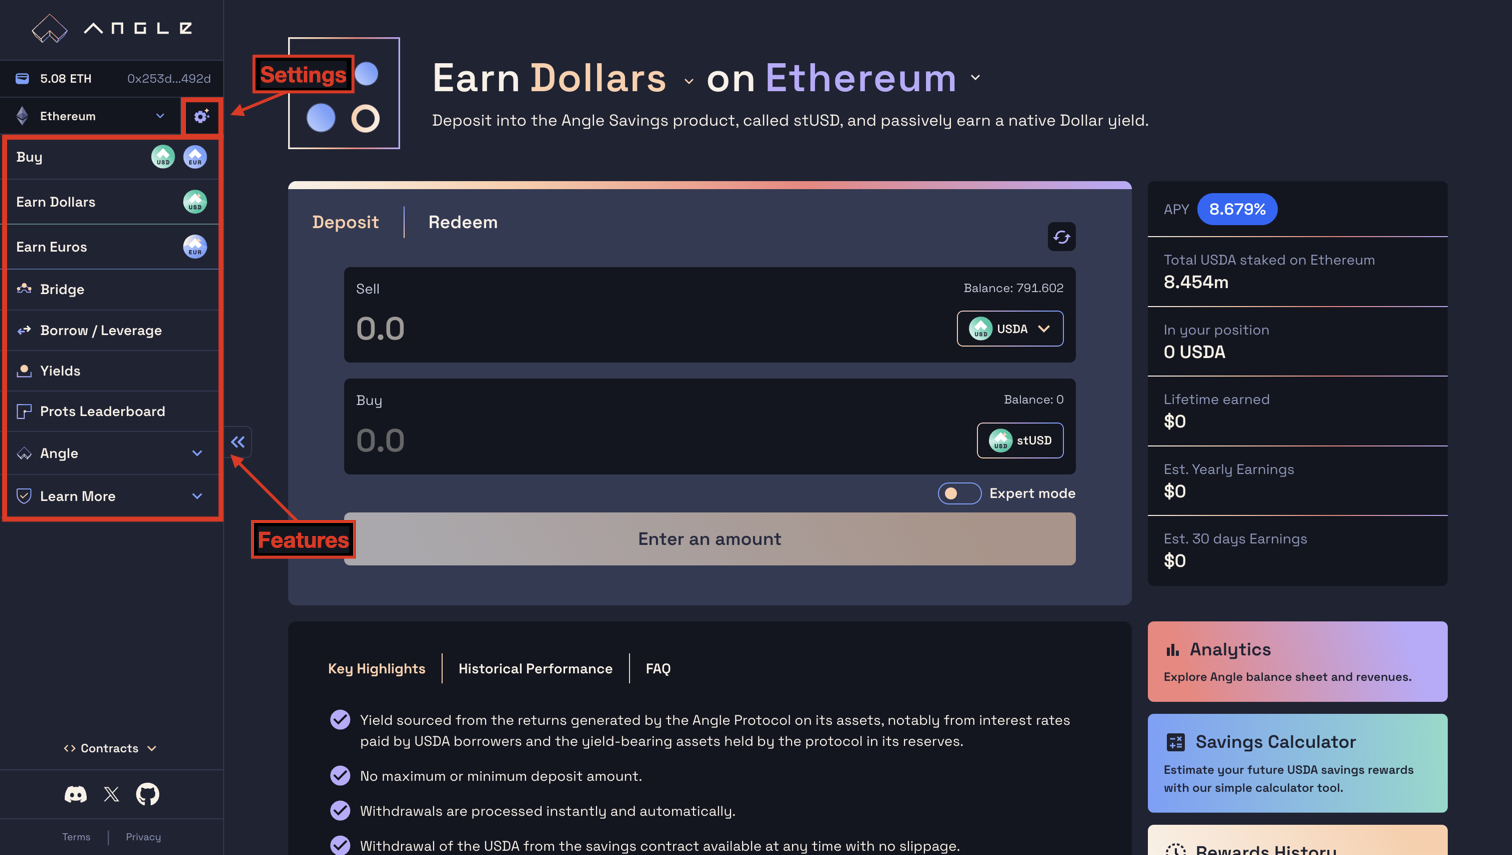 ANGLE
5.08 ETH 0x253d...492d
Ethereum
Settings
Buy
USD
EUR
Earn Dollars
USD
Earn Euros
EUR
Bridge
Borrow / Leverage
Yields
Prots Leaderboard
Angle
Learn More
Features
Contracts
Terms
Privacy
Earn Dollars on Ethereum
Deposit into the Angle Savings product, called stUSD, and passively earn a native Dollar yield.
Deposit
Redeem
Sell
Balance: 791.602
0.0
USD
USDA
Buy
Balance: 0
0.0
USD
stUSD
Expert mode
Enter an amount
APY 8.679%
Total USDA staked on Ethereum
8.454m
In your position
0 USDA
Lifetime earned
$0
Est. Yearly Earnings
$0
Est. 30 days Earnings
$0
Key Highlights
Historical Performance
FAQ
Yield sourced from the returns generated by the Angle Protocol on its assets, notably from interest rates
paid by USDA borrowers and the yield-bearing assets held by the protocol in its reserves.
No maximum or minimum deposit amount.
Withdrawals are processed instantly and automatically.
Withdrawal of the USDA from the savings contract available at any time with no slippage.
Analytics
Explore Angle balance sheet and revenues.
Savings Calculator
Estimate your future USDA savings rewards
with our simple calculator tool.
Rewards History